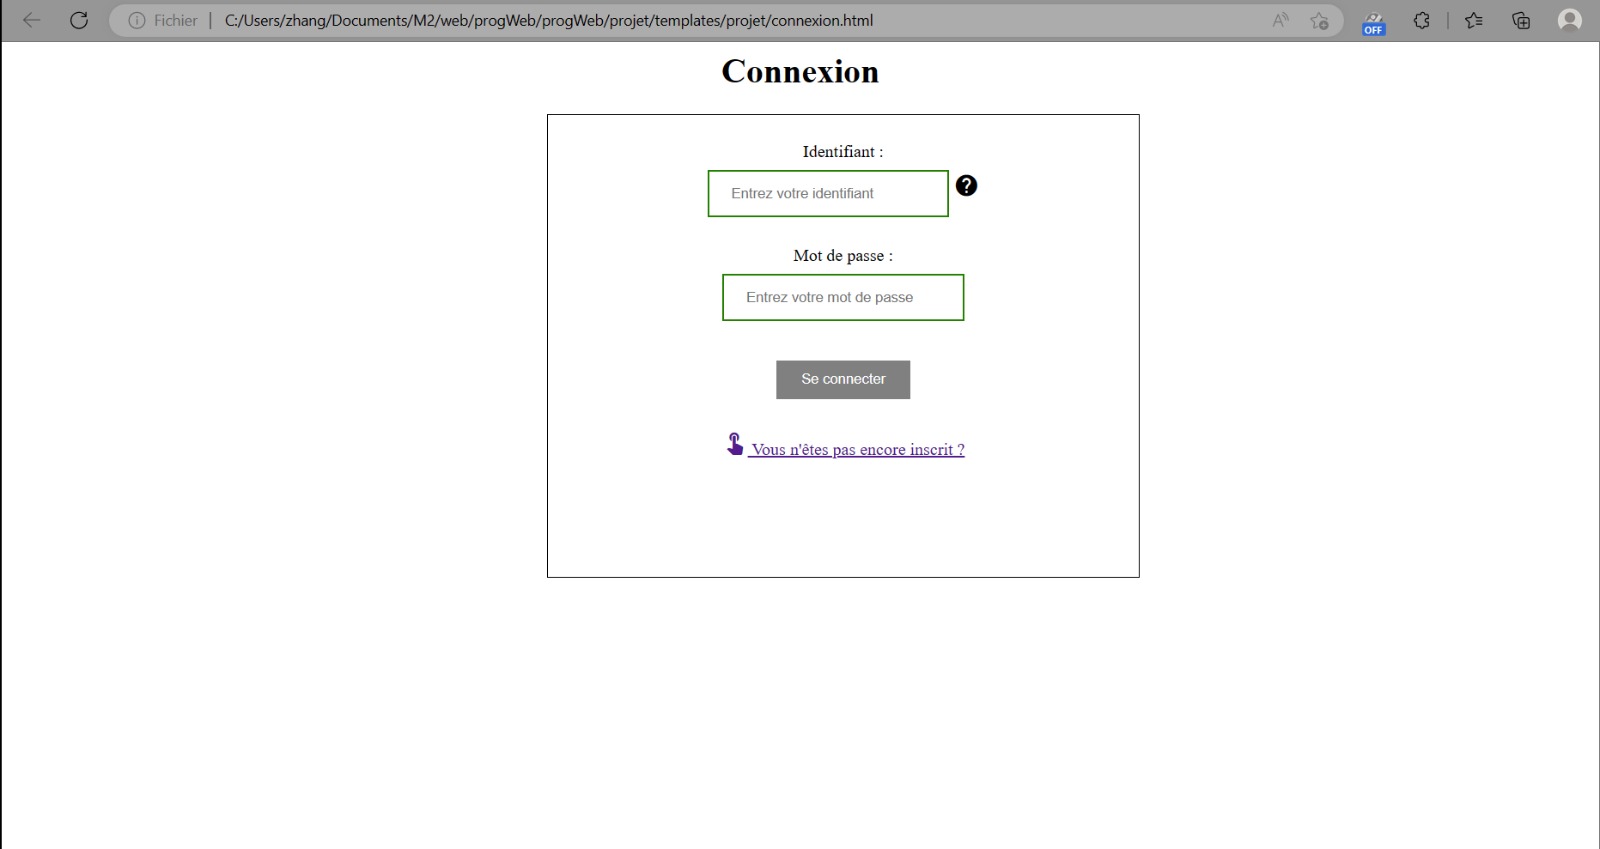 Fichier | C:/Users/zhang/Documents/M2/web/progWeb/progWeb/projet/templates/projet/connexion.html
OFF
Connexion
Identifiant :
Entrez votre identifiant
Mot de passe :
Entrez votre mot de passe
Se connecter
Vous n'êtes pas encore inscrit ?